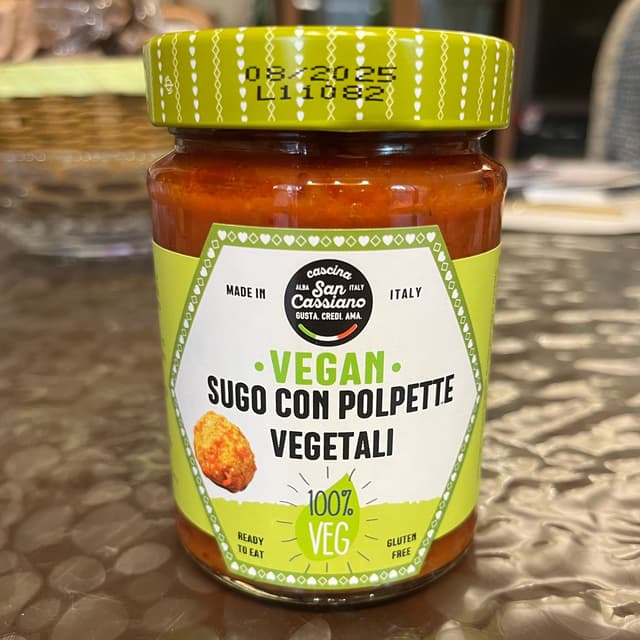 08/2025
L11082
cascina
ALBA ITALY
San
Cassiano
GUSTA. CREDI. AMA.
MADE IN ITALY
•VEGAN•
SUGO CON POLPETTE
VEGETALI
100%
VEG
READY
TO EAT
GLUTEN
FREE